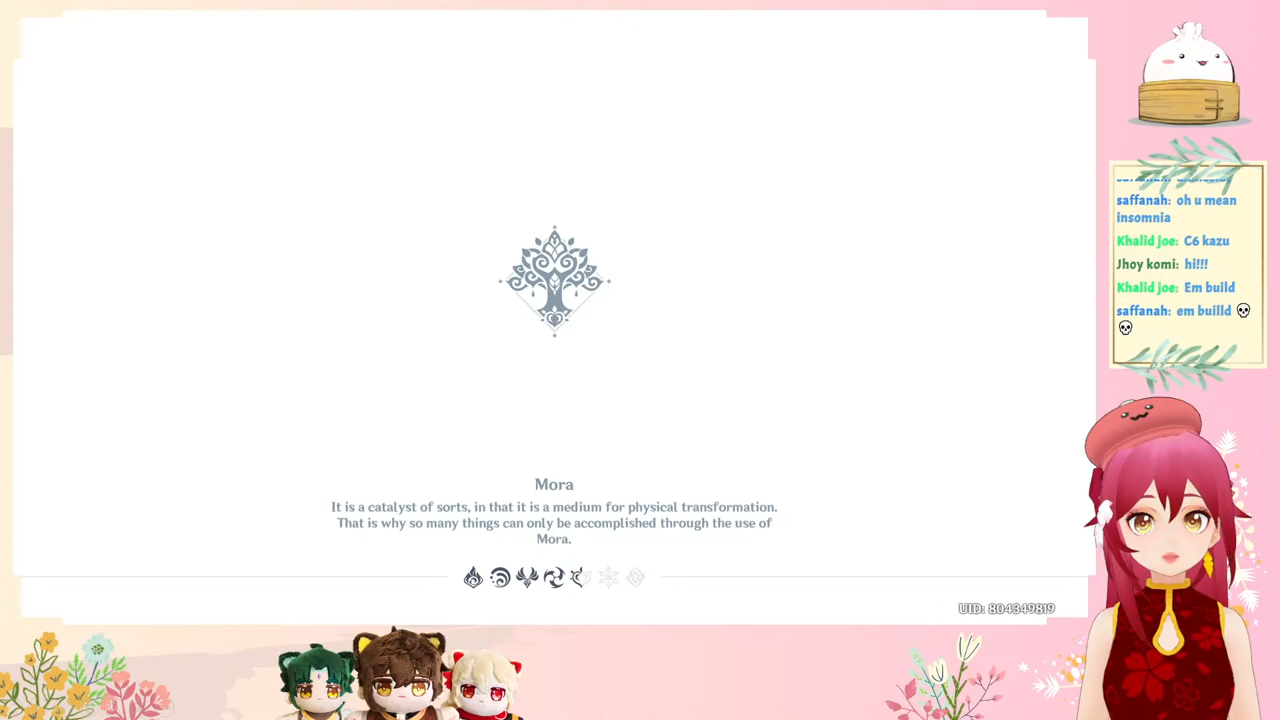 saffanah: oh u mean
insomnia
Khalid joe: C6 kazu
Jhoy komi: hi!!!
Khalid joe: Em build
saffanah: em builld 💀
💀
Mora
It is a catalyst of sorts, in that it is a medium for physical transformation.
That is why so many things can only be accomplished through the use of
Mora.
UID: 804349819